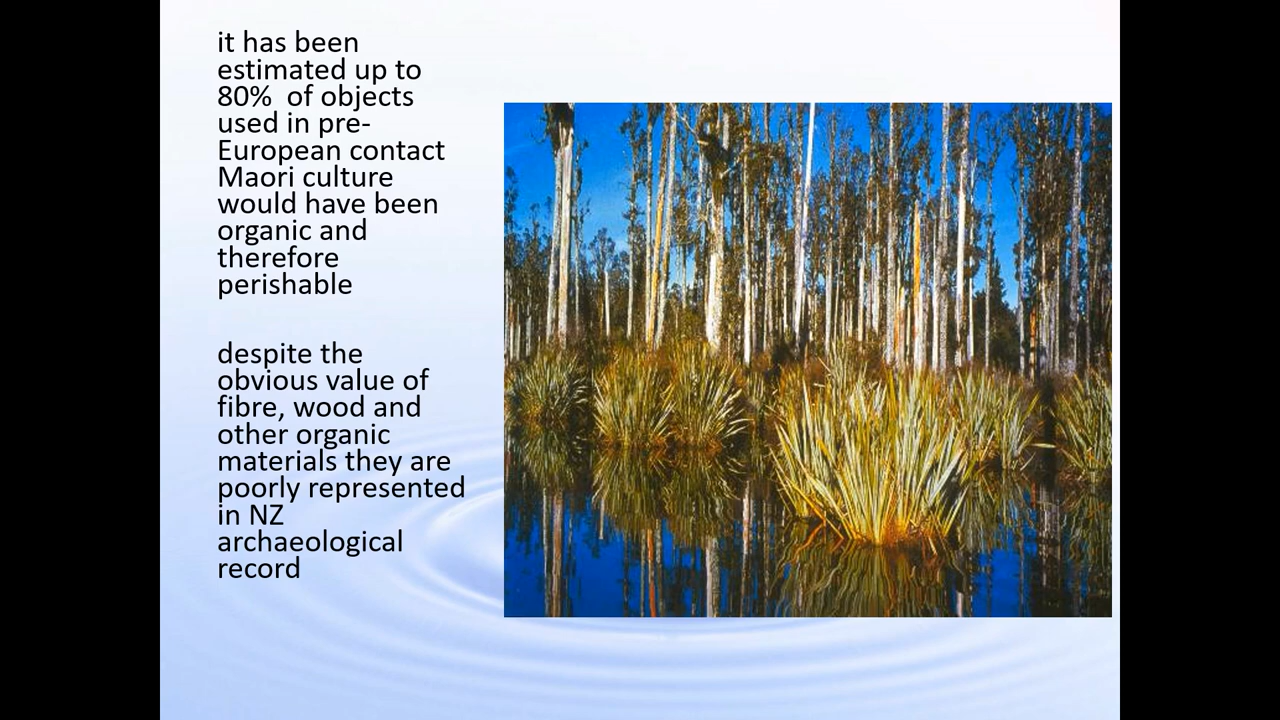 it has been
estimated up to
80%  of objects
used in pre-
European contact
Maori culture
would have been
organic and
therefore
perishable
despite the
obvious value of
fibre, wood and
other organic
materials they are
poorly represented
in NZ
archaeological
record